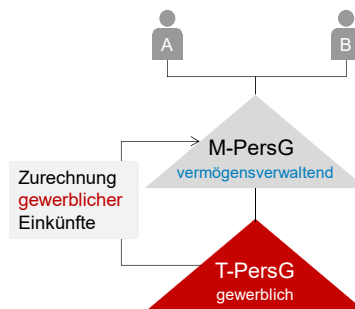 A
B
M-PersG
vermögensverwaltend
Zurechnung
gewerblicher
Einkünfte
T-PersG
gewerblich